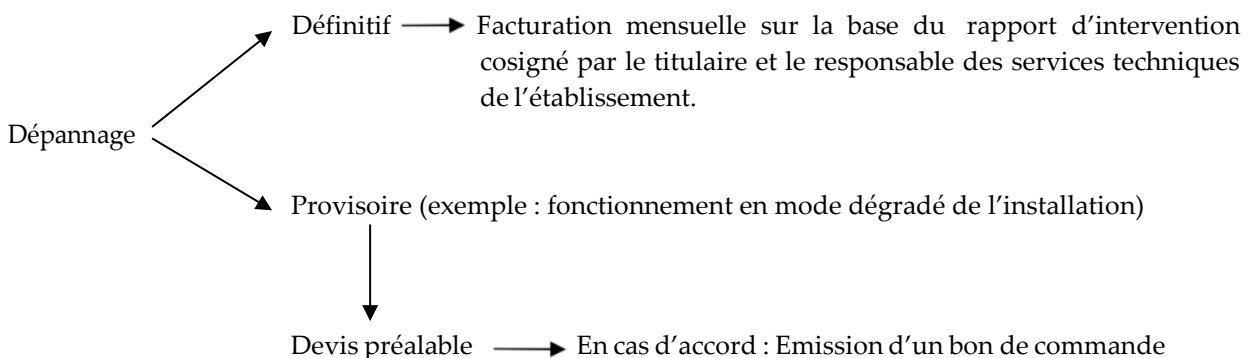 Définitif Facturation mensuelle sur la base du rapport d’intervention
cosigné par le titulaire et le responsable des services techniques
de l’établissement.
Dépannage
Provisoire (exemple : fonctionnement en mode dégradé de l’installation)
Devis préalable En cas d’accord : Emission d’un bon de commande